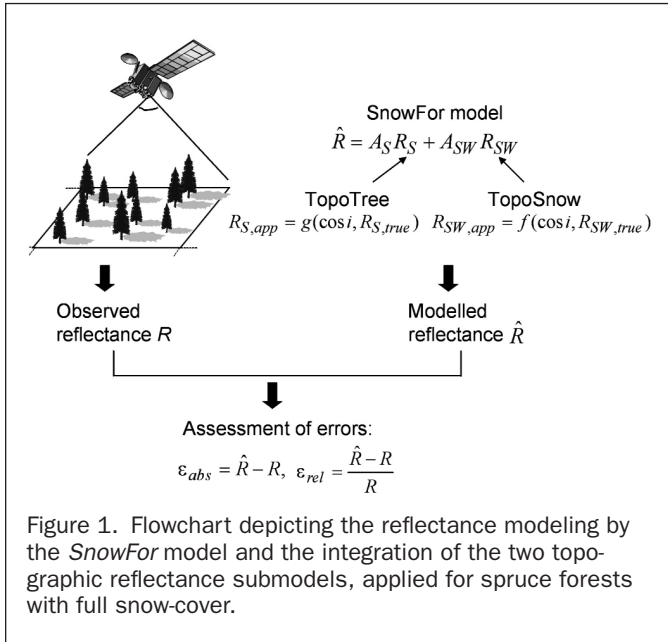 SnowFor model
R̂ = A_S R_S + A_SW R_SW
TopoTree
R_S,app = g(cos i, R_S,true)
TopoSnow
R_SW,app = f(cos i, R_SW,true)
Observed
reflectance R
Modelled
reflectance R̂
Assessment of errors:
ε_abs = R̂ − R, ε_rel = (R̂ − R) / R
Figure 1. Flowchart depicting the reflectance modeling by
the SnowFor model and the integration of the two topo-
graphic reflectance submodels, applied for spruce forests
with full snow-cover.